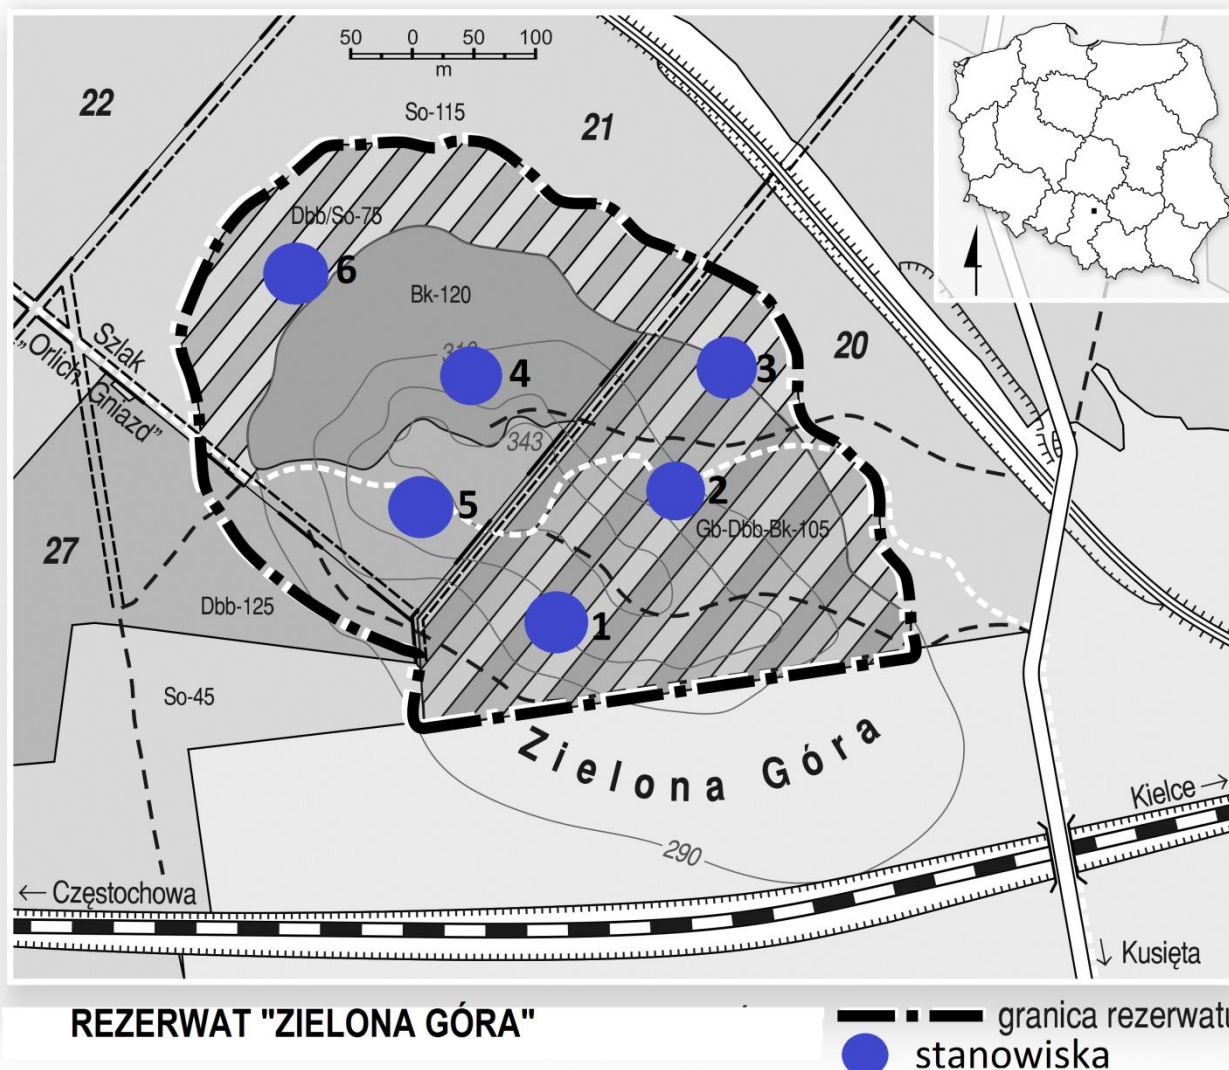 50 0 50 100
m
22
So-115
21
Dbb/So-75
6
Bk-120
Szlak
„Orlich Gniazd”
310
4
3
20
343
5
2
Gb-Dbb-Bk-105
27
Dbb-125
1
So-45
Zielona Góra
290
Kielce →
← Częstochowa
↓ Kusięta
REZERWAT "ZIELONA GÓRA"
granica rezerwatu
stanowiska